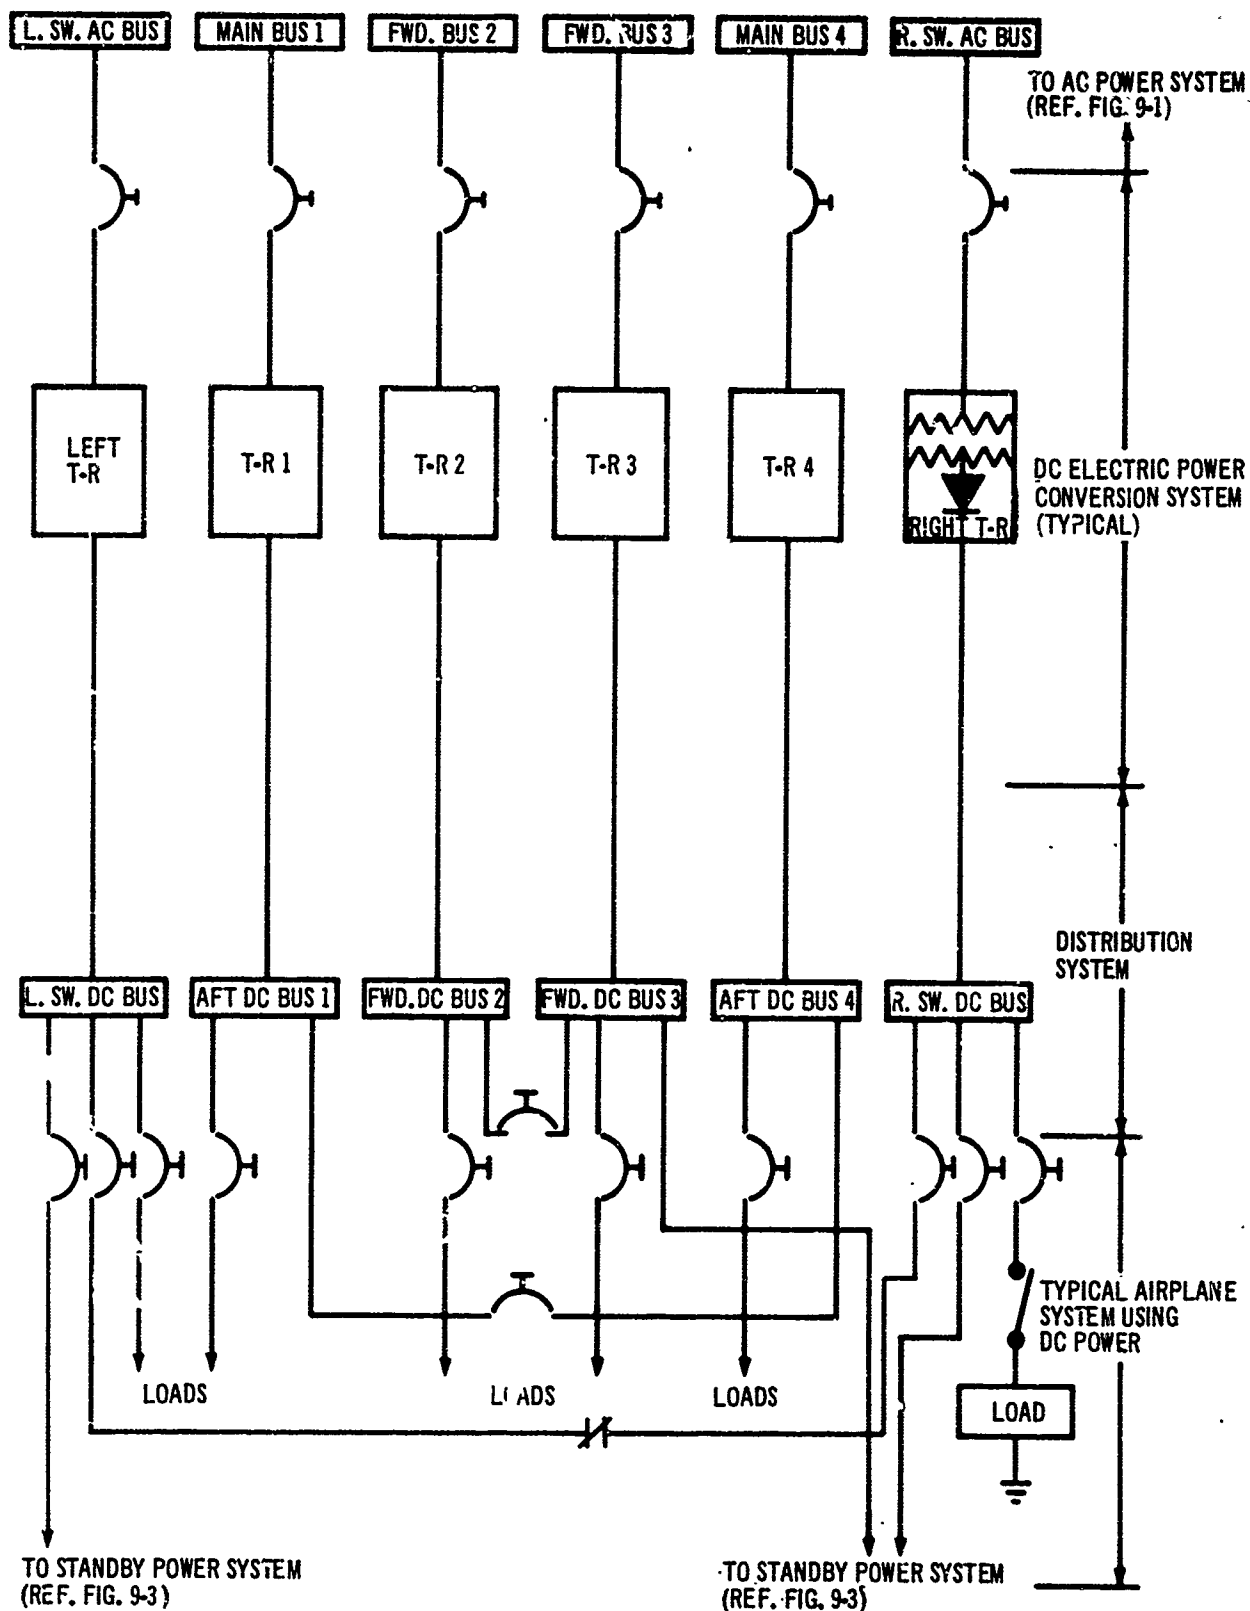 L. SW. AC BUS
MAIN BUS 1
FWD. BUS 2
FWD. BUS 3
MAIN BUS 4
R. SW. AC BUS
TO AC POWER SYSTEM
(REF. FIG. 9-1)
LEFT
T-R
T-R 1
T-R 2
T-R 3
T-R 4
RIGHT T-R
DC ELECTRIC POWER
CONVERSION SYSTEM
(TYPICAL)
DISTRIBUTION
SYSTEM
L. SW. DC BUS
AFT DC BUS 1
FWD. DC BUS 2
FWD. DC BUS 3
AFT DC BUS 4
R. SW. DC BUS
TYPICAL AIRPLANE
SYSTEM USING
DC POWER
LOADS
LOADS
LOADS
LOAD
TO STANDBY POWER SYSTEM
(REF. FIG. 9-3)
TO STANDBY POWER SYSTEM
(REF. FIG. 9-3)